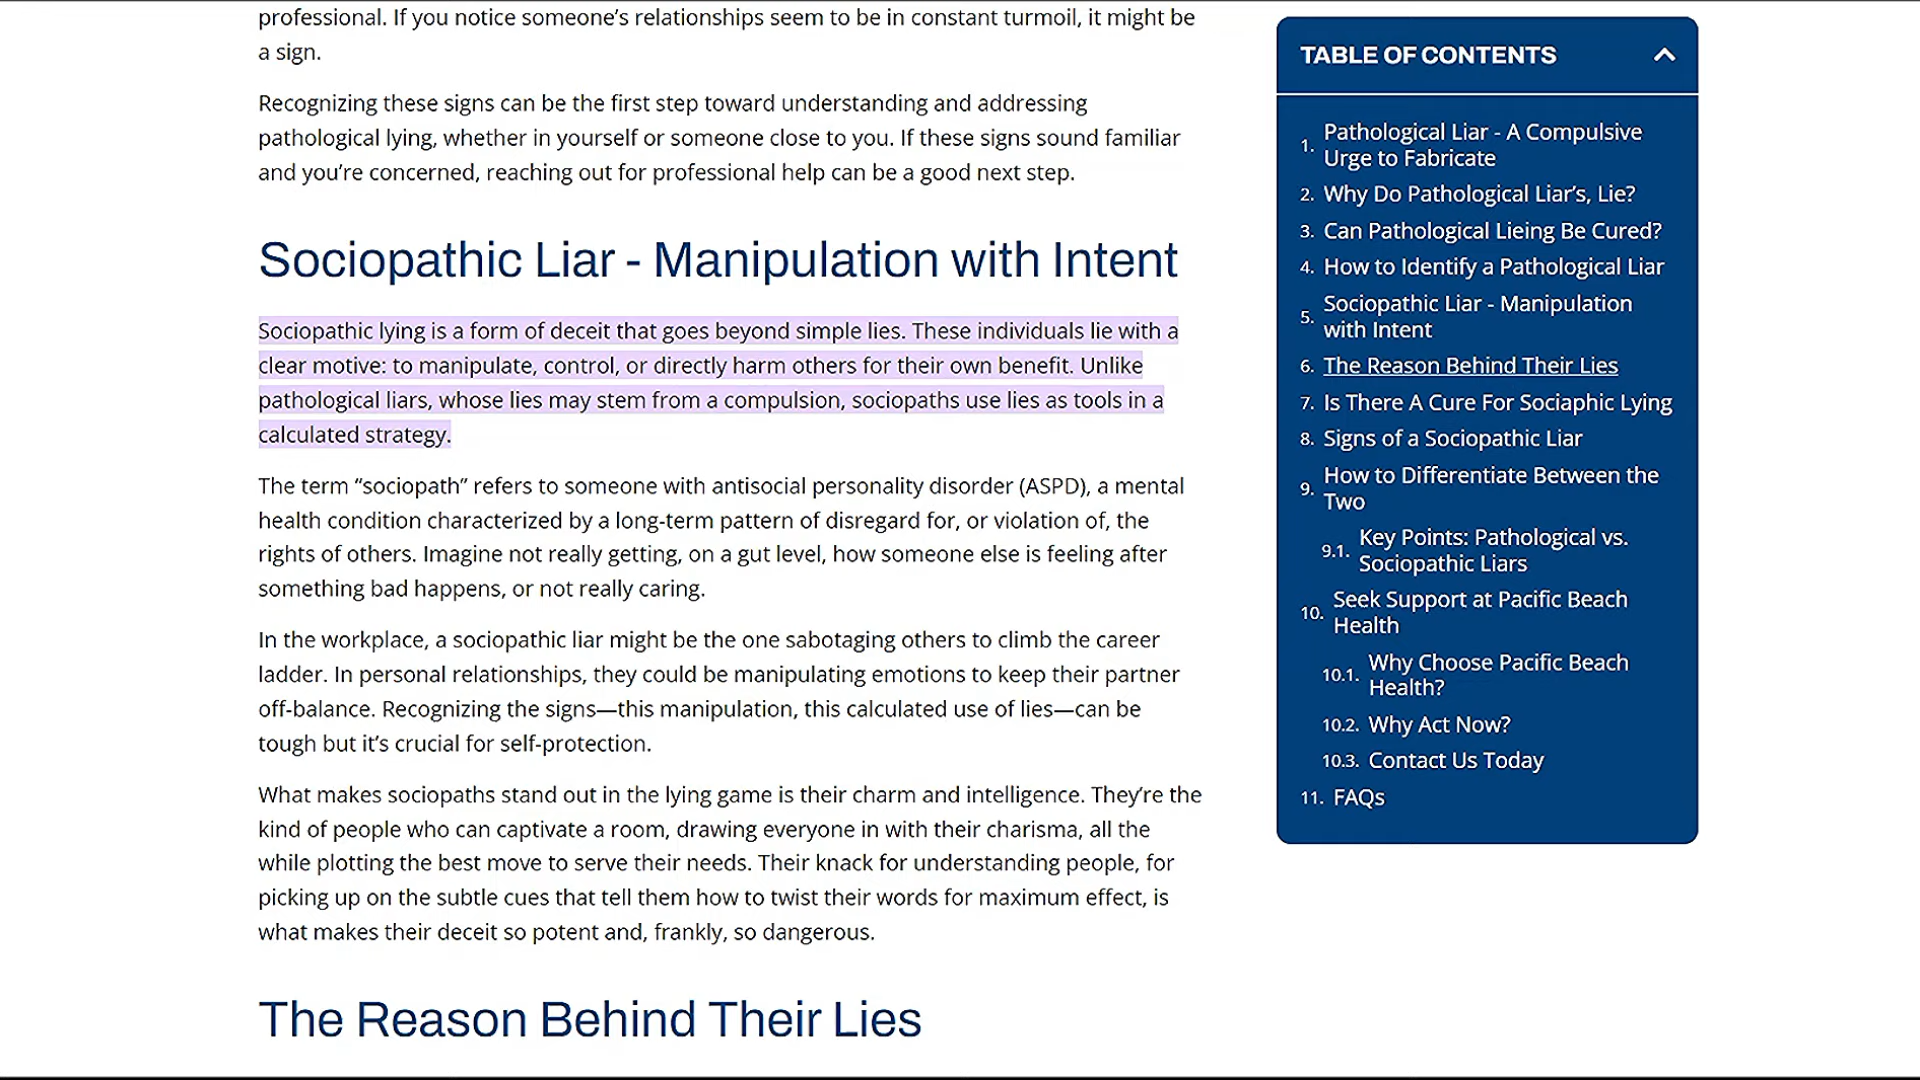 professional. If you notice someone’s relationships seem to be in constant turmoil, it might be
a sign.
Recognizing these signs can be the first step toward understanding and addressing
pathological lying, whether in yourself or someone close to you. If these signs sound familiar
and you’re concerned, reaching out for professional help can be a good next step.
Sociopathic Liar - Manipulation with Intent
Sociopathic lying is a form of deceit that goes beyond simple lies. These individuals lie with a
clear motive: to manipulate, control, or directly harm others for their own benefit. Unlike
pathological liars, whose lies may stem from a compulsion, sociopaths use lies as tools in a
calculated strategy.
The term “sociopath” refers to someone with antisocial personality disorder (ASPD), a mental
health condition characterized by a long-term pattern of disregard for, or violation of, the
rights of others. Imagine not really getting, on a gut level, how someone else is feeling after
something bad happens, or not really caring.
In the workplace, a sociopathic liar might be the one sabotaging others to climb the career
ladder. In personal relationships, they could be manipulating emotions to keep their partner
off-balance. Recognizing the signs—this manipulation, this calculated use of lies—can be
tough but it’s crucial for self-protection.
What makes sociopaths stand out in the lying game is their charm and intelligence. They’re the
kind of people who can captivate a room, drawing everyone in with their charisma, all the
while plotting the best move to serve their needs. Their knack for understanding people, for
picking up on the subtle cues that tell them how to twist their words for maximum effect, is
what makes their deceit so potent and, frankly, so dangerous.
The Reason Behind Their Lies
TABLE OF CONTENTS
1. Pathological Liar - A Compulsive
Urge to Fabricate
2. Why Do Pathological Liar’s, Lie?
3. Can Pathological Lieing Be Cured?
4. How to Identify a Pathological Liar
5. Sociopathic Liar - Manipulation
with Intent
6. The Reason Behind Their Lies
7. Is There A Cure For Sociaphic Lying
8. Signs of a Sociopathic Liar
9. How to Differentiate Between the
Two
9.1. Key Points: Pathological vs.
Sociopathic Liars
10. Seek Support at Pacific Beach
Health
10.1. Why Choose Pacific Beach
Health?
10.2. Why Act Now?
10.3. Contact Us Today
11. FAQs